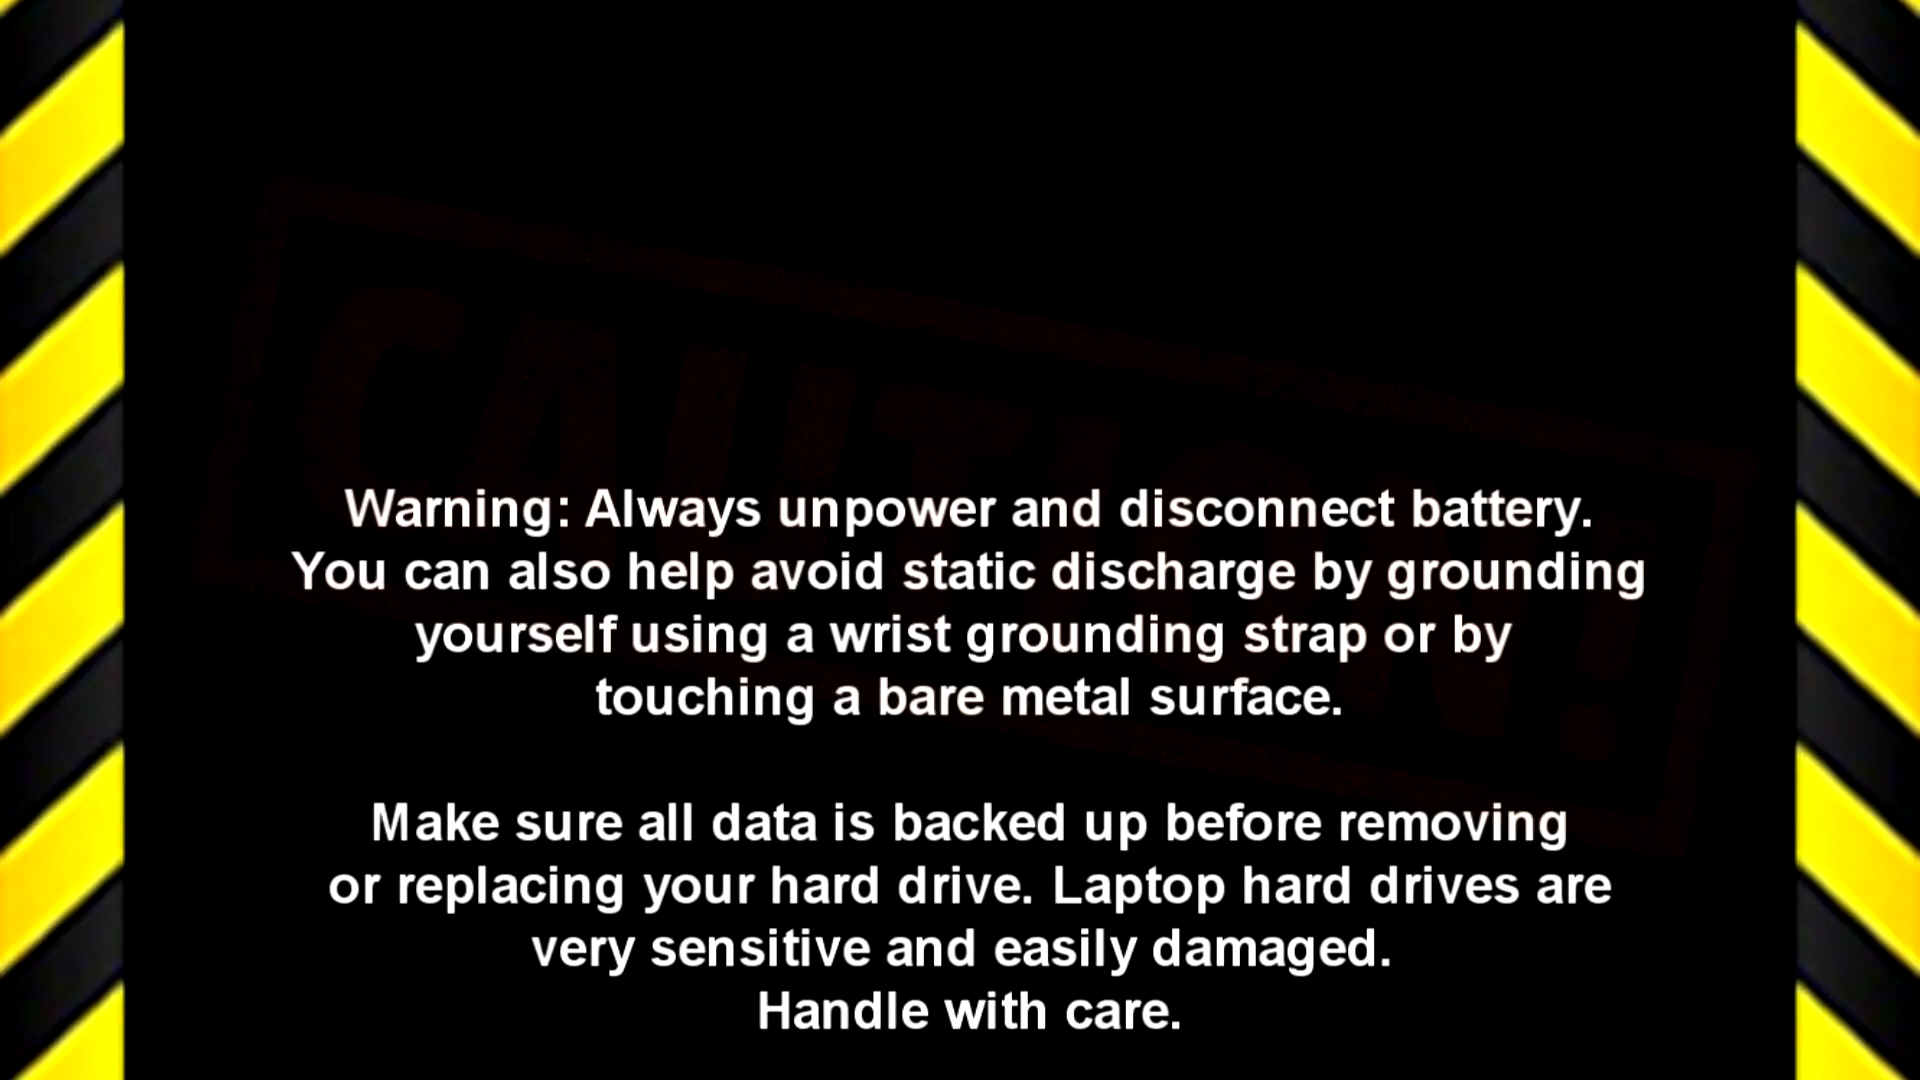 CAUTION!
Warning: Always unpower and disconnect battery.
You can also help avoid static discharge by grounding
yourself using a wrist grounding strap or by
touching a bare metal surface.
Make sure all data is backed up before removing
or replacing your hard drive. Laptop hard drives are
very sensitive and easily damaged.
Handle with care.